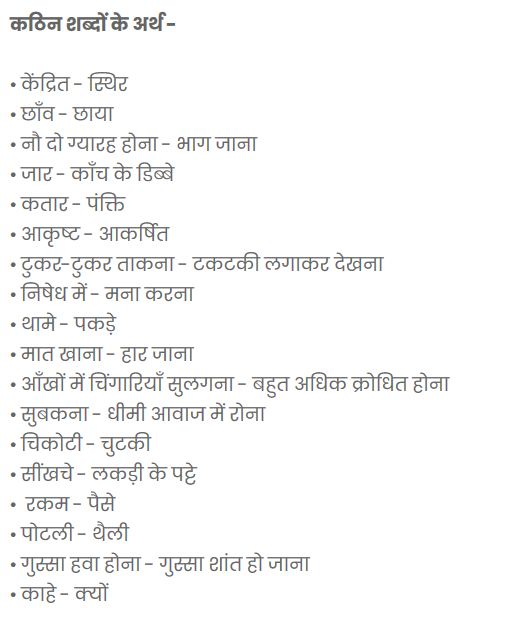 कठिन शब्दों के अर्थ -
• केंद्रित - स्थिर
• छाँव - छाया
• नौ दो ग्यारह होना - भाग जाना
• जार - काँच के डिब्बे
• कतार - पंक्ति
• आकृष्ट - आकर्षित
• टुकर-टुकर ताकना - टकटकी लगाकर देखना
• निषेध में - मना करना
• थामे - पकड़े
• मात खाना - हार जाना
• आँखों में चिंगारियाँ सुलगना - बहुत अधिक क्रोधित होना
• सुबकना - धीमी आवाज में रोना
• चिकोटी - चुटकी
• सींखचे - लकड़ी के पट्टे
• रकम - पैसे
• पोटली - थैली
• गुस्सा हवा होना - गुस्सा शांत हो जाना
• काहे - क्यों